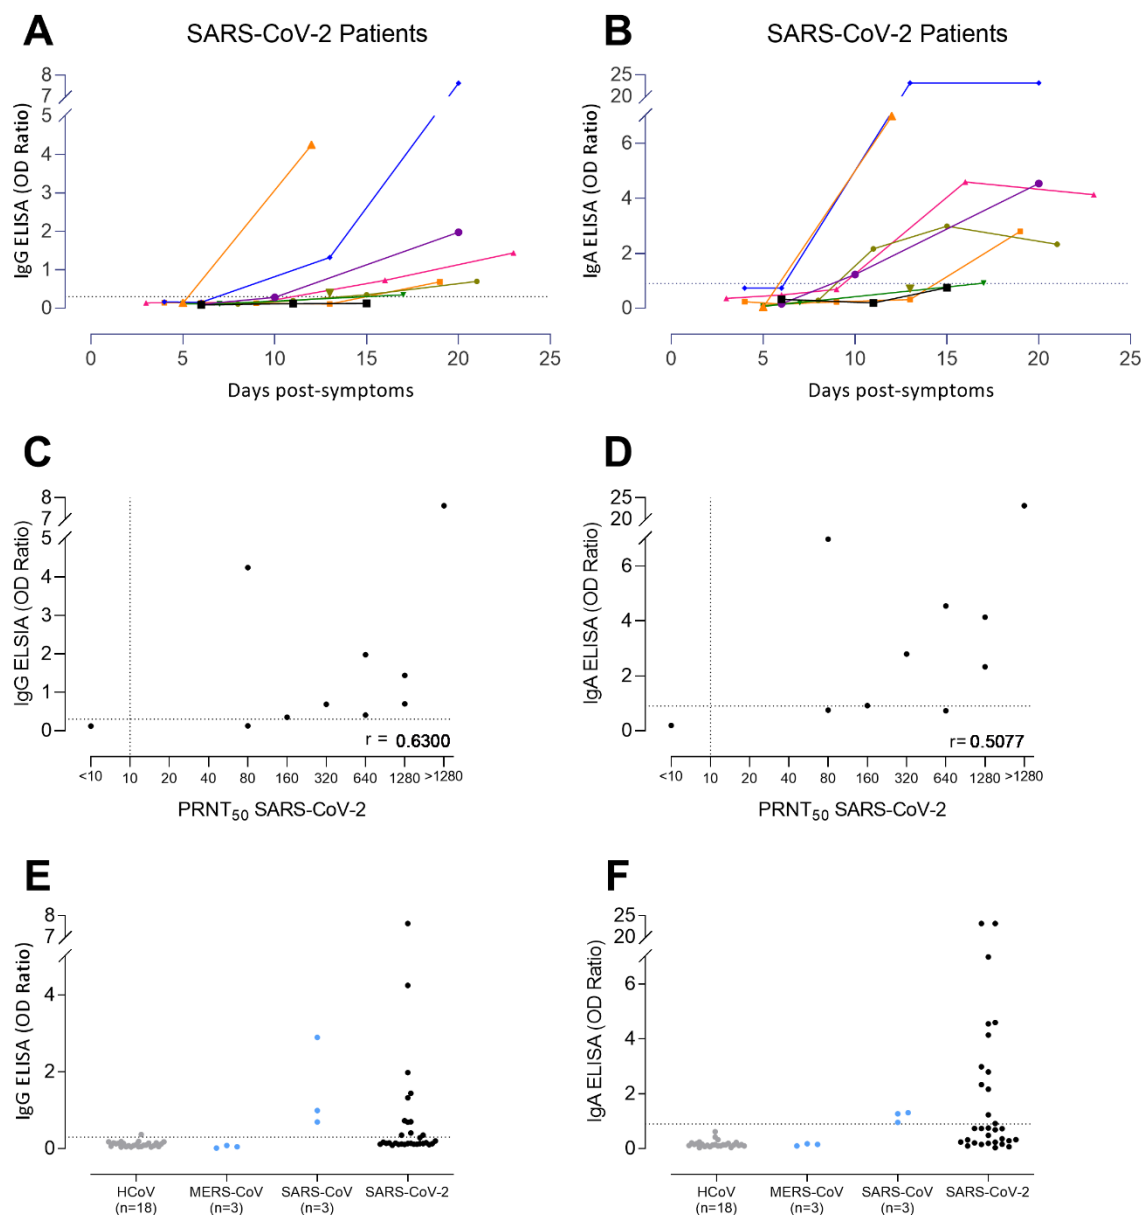 A
SARS-CoV-2 Patients
IgG ELISA (OD Ratio)
8
7
5
4
3
2
1
0
0 5 10 15 20 25
Days post-symptoms
B
SARS-CoV-2 Patients
IgA ELISA (OD Ratio)
25
20
6
4
2
0
0 5 10 15 20 25
Days post-symptoms
C
IgG ELSIA (OD Ratio)
8
7
5
4
3
2
1
0
r = 0.6300
<10 10 20 40 80 160 320 640 1280 >1280
PRNT50 SARS-CoV-2
D
IgA ELISA (OD Ratio)
25
20
6
4
2
0
r= 0.5077
<10 10 20 40 80 160 320 640 1280 >1280
PRNT50 SARS-CoV-2
E
IgG ELISA (OD Ratio)
8
7
4
2
0
HCoV MERS-CoV SARS-CoV SARS-CoV-2
(n=18) (n=3) (n=3)
F
IgA ELISA (OD Ratio)
25
20
6
4
2
0
HCoV MERS-CoV SARS-CoV SARS-CoV-2
(n=18) (n=3) (n=3)